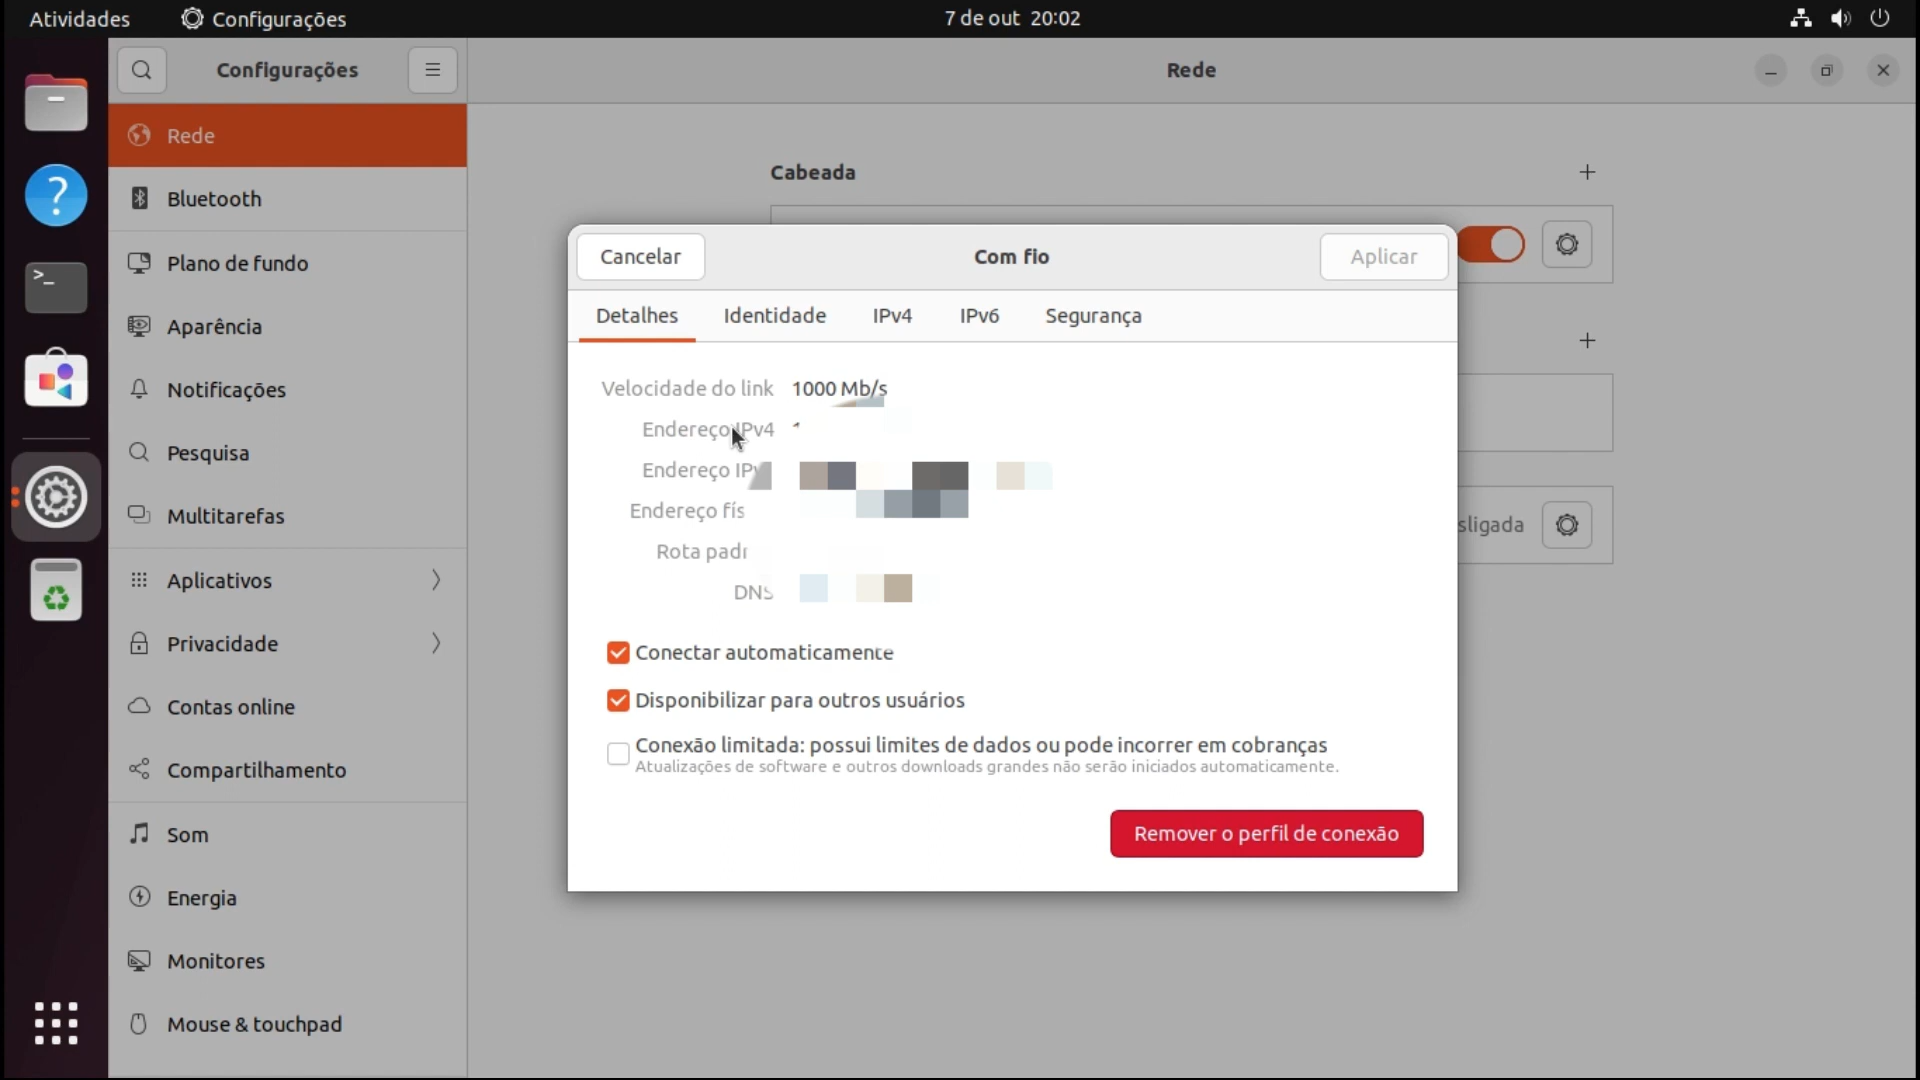 Atividades
Configurações
7 de out 20:02
Configurações
Rede
Rede
Bluetooth
Plano de fundo
Aparência
Notificações
Pesquisa
Multitarefas
Aplicativos
Privacidade
Contas online
Compartilhamento
Som
Energia
Monitores
Mouse & touchpad
Cabeada
sligada
Cancelar
Com fio
Aplicar
Detalhes
Identidade
IPv4
IPv6
Segurança
Velocidade do link 1000 Mb/s
Endereço IPv4
Endereço IPv
Endereço fís
Rota padr
DNS
Conectar automaticamente
Disponibilizar para outros usuários
Conexão limitada: possui limites de dados ou pode incorrer em cobranças
Atualizações de software e outros downloads grandes não serão iniciados automaticamente.
Remover o perfil de conexão